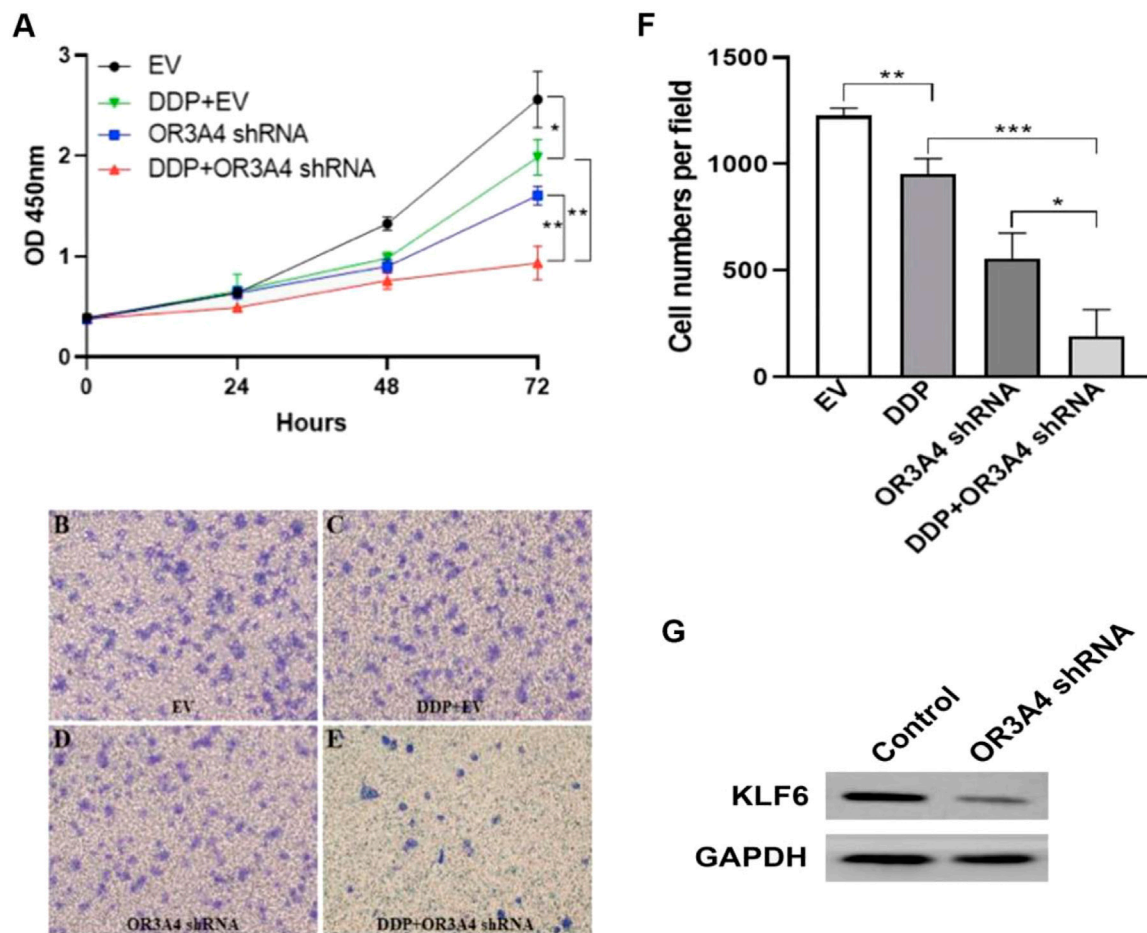 A
3
2
1
0
OD 450nm
EV
DDP+EV
OR3A4 shRNA
DDP+OR3A4 shRNA
*
**
**
0 24 48 72
Hours
F
1500
1000
500
0
Cell numbers per field
**
***
*
EV
DDP
OR3A4 shRNA
DDP+OR3A4 shRNA
B
EV
C
DDP+EV
D
OR3A4 shRNA
E
DDP+OR3A4 shRNA
G
Control
OR3A4 shRNA
KLF6
GAPDH